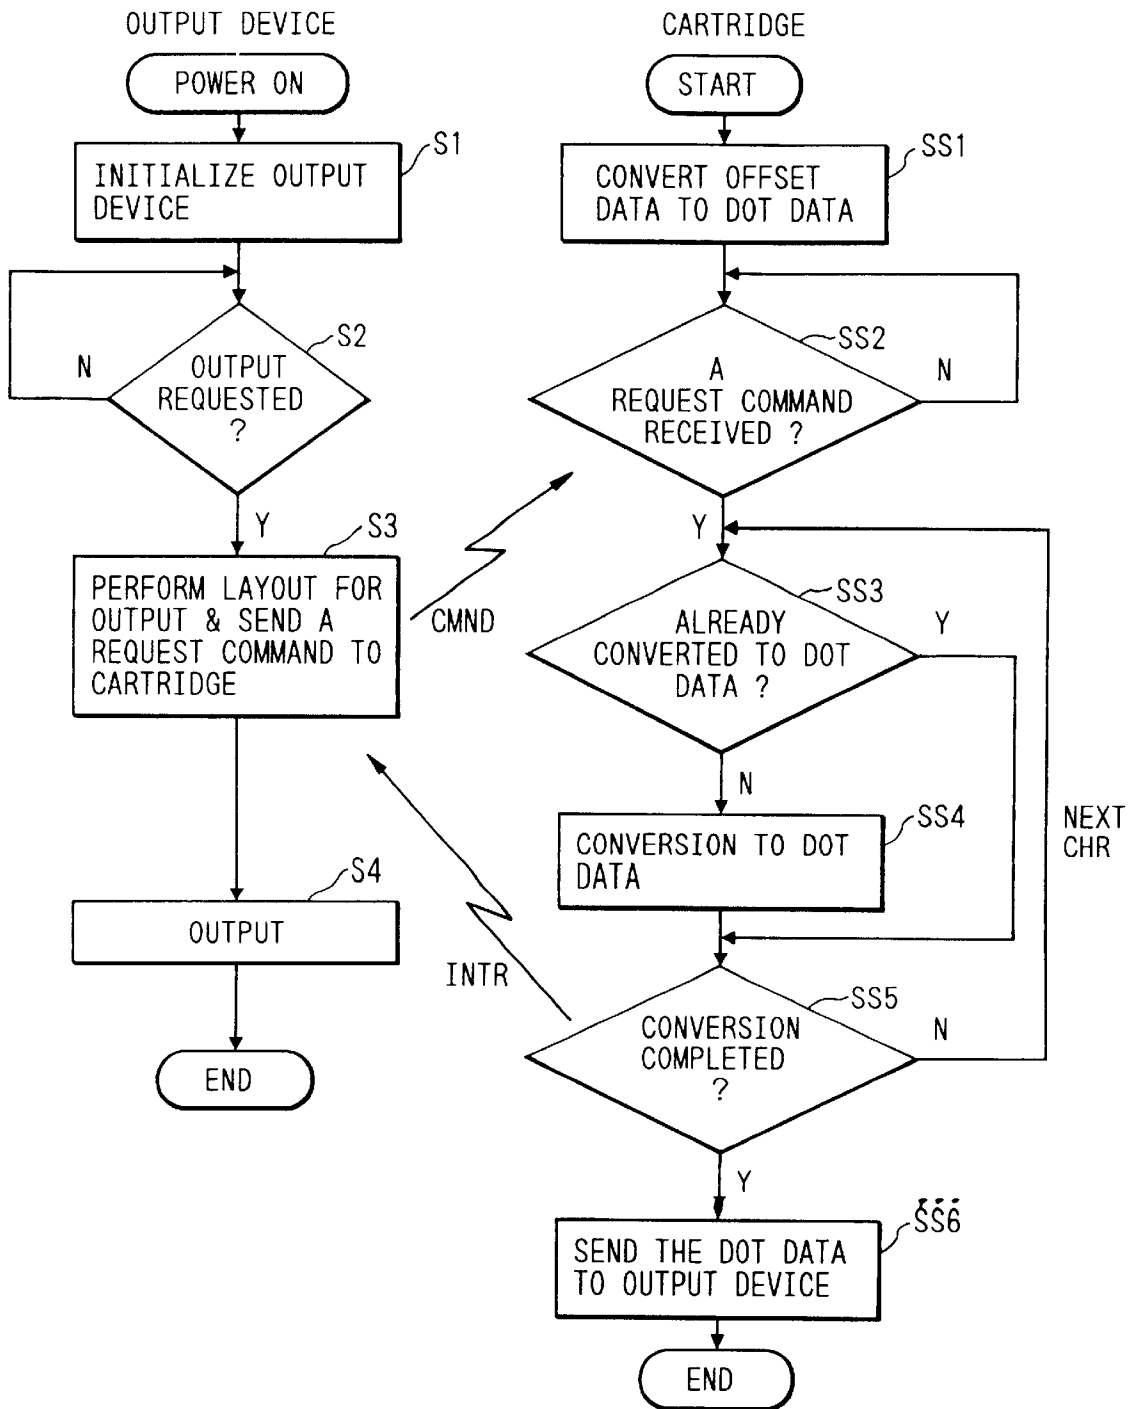 OUTPUT DEVICE
POWER ON
S1
INITIALIZE OUTPUT
DEVICE
S2
N
OUTPUT
REQUESTED
?
Y
S3
PERFORM LAYOUT FOR
OUTPUT & SEND A
REQUEST COMMAND TO
CARTRIDGE
CMND
S4
OUTPUT
INTR
END
CARTRIDGE
START
SS1
CONVERT OFFSET
DATA TO DOT DATA
SS2
A
REQUEST COMMAND
RECEIVED ?
N
Y
SS3
ALREADY
CONVERTED TO DOT
DATA ?
Y
N
SS4
CONVERSION TO DOT
DATA
NEXT
CHR
SS5
CONVERSION
COMPLETED
?
N
Y
SS6
SEND THE DOT DATA
TO OUTPUT DEVICE
END